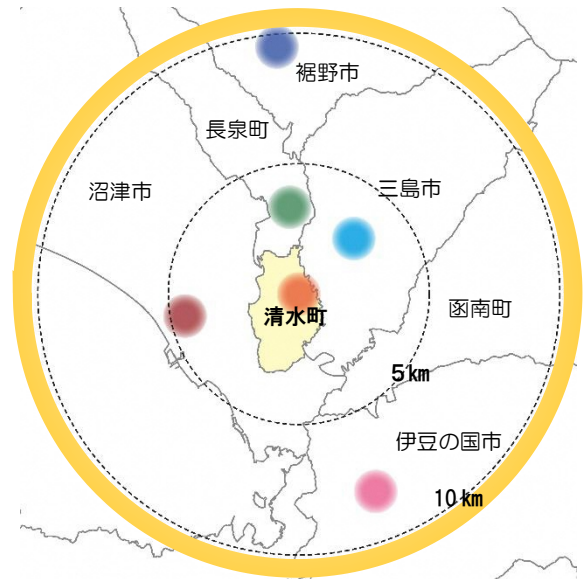 裾野市
長泉町
三島市
沼津市
函南町
清水町
5km
伊豆の国市
10km